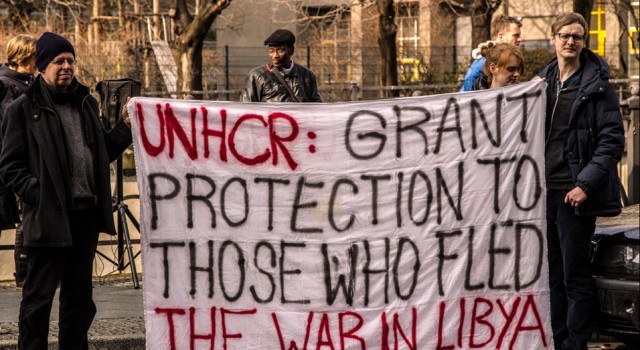 UNHCR: GRANT
PROTECTION TO
THOSE WHO FLED
THE WAR IN LIBYA